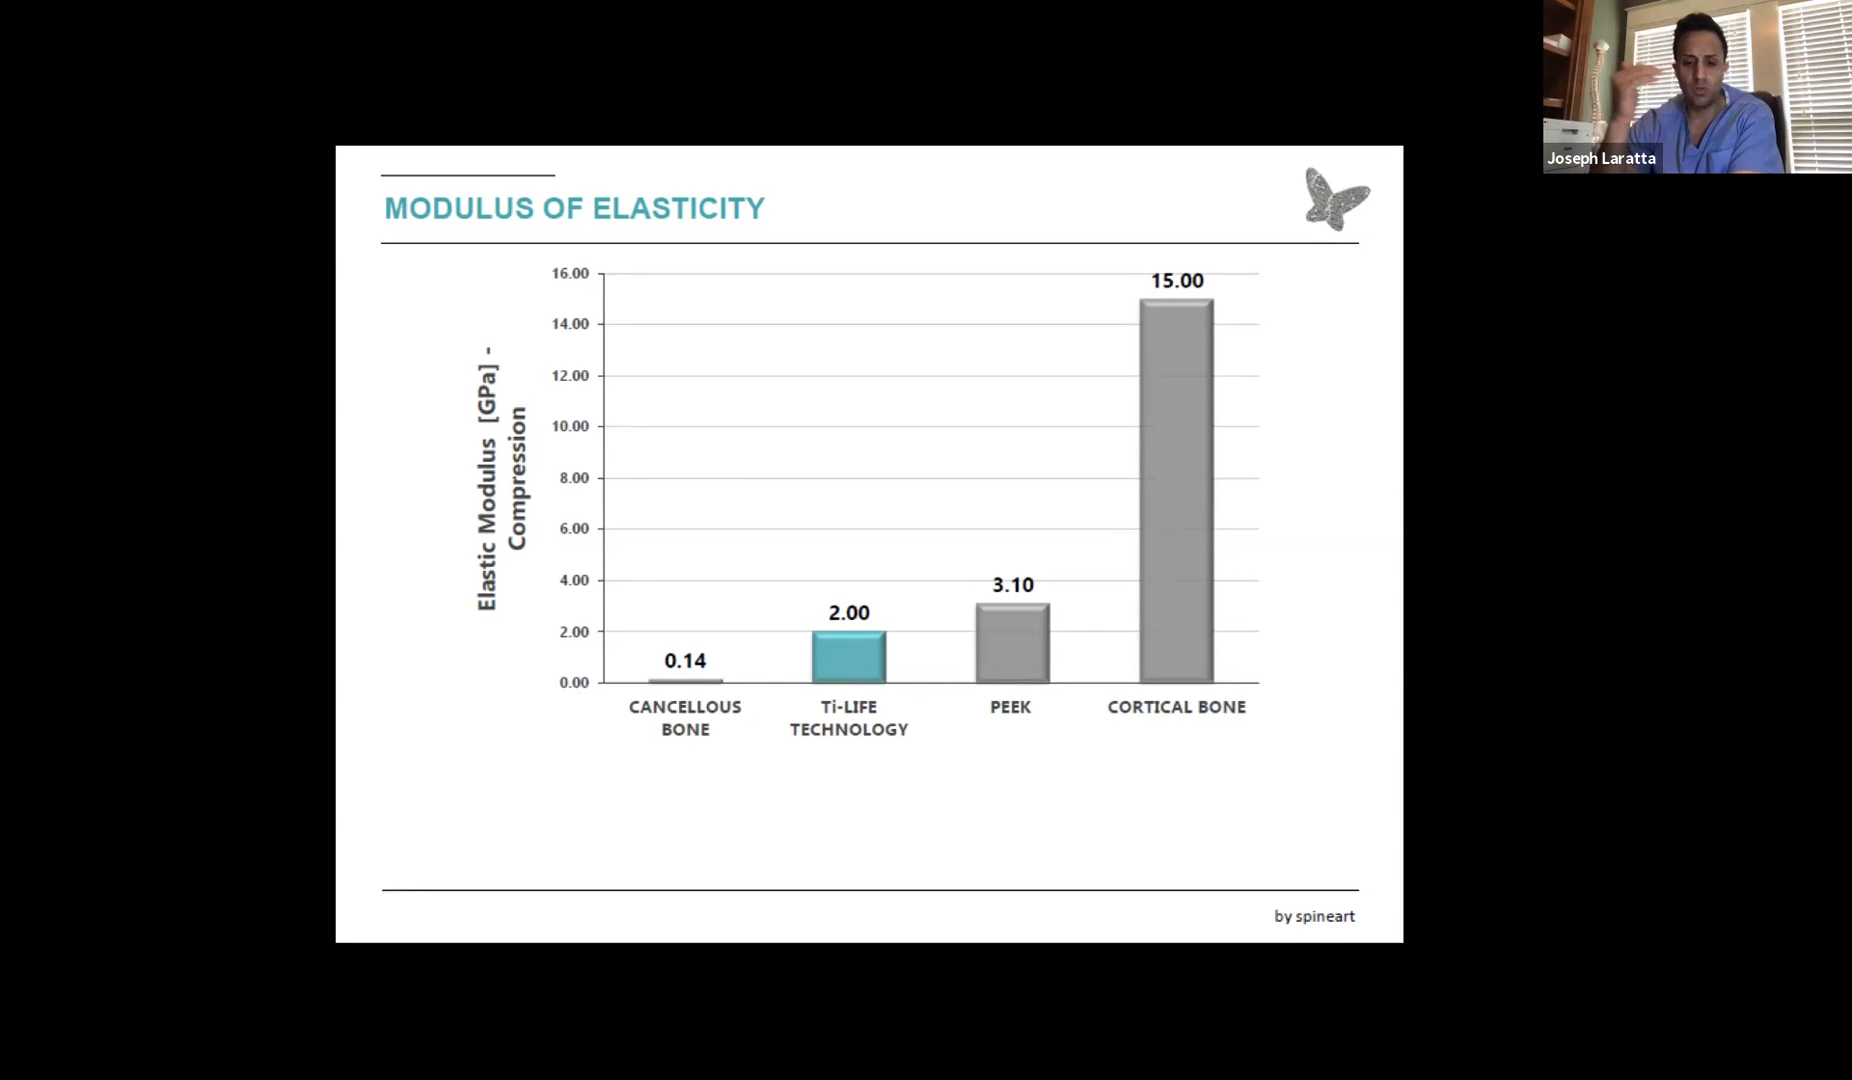 Joseph Laratta
MODULUS OF ELASTICITY
Elastic Modulus [GPa] -
Compression
16.00
14.00
12.00
10.00
8.00
6.00
4.00
2.00
0.00
0.14
2.00
3.10
15.00
CANCELLOUS
BONE
Ti-LIFE
TECHNOLOGY
PEEK
CORTICAL BONE
by spineart